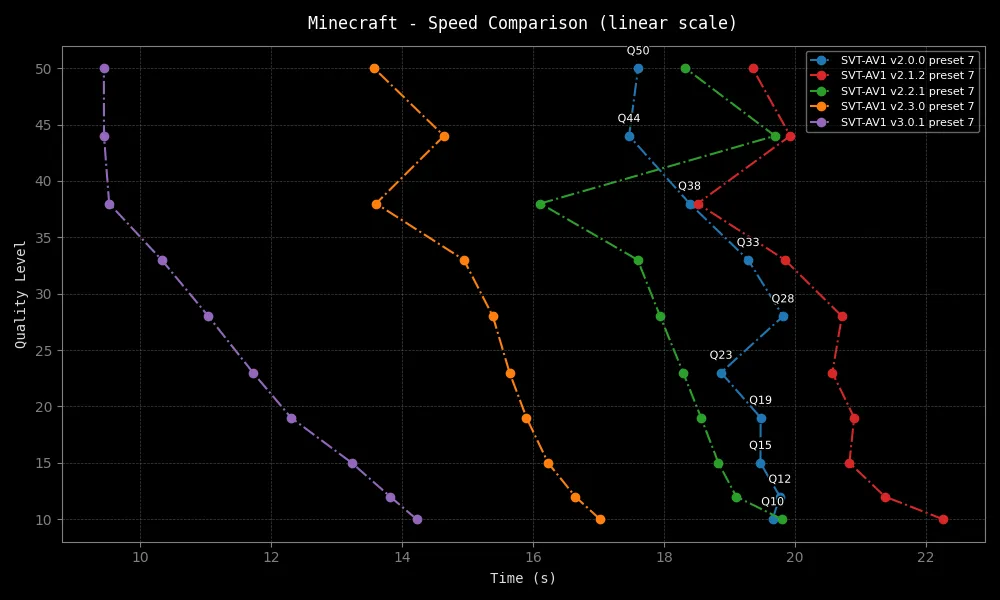 Minecraft - Speed Comparison (linear scale)
Q50
SVT-AV1 v2.0.0 preset 7
SVT-AV1 v2.1.2 preset 7
SVT-AV1 v2.2.1 preset 7
SVT-AV1 v2.3.0 preset 7
SVT-AV1 v3.0.1 preset 7
Q44
Q38
Q33
Q28
Q23
Q19
Q15
Q12
Q10
50
45
40
35
30
25
20
15
10
Quality Level
10 12 14 16 18 20 22
Time (s)